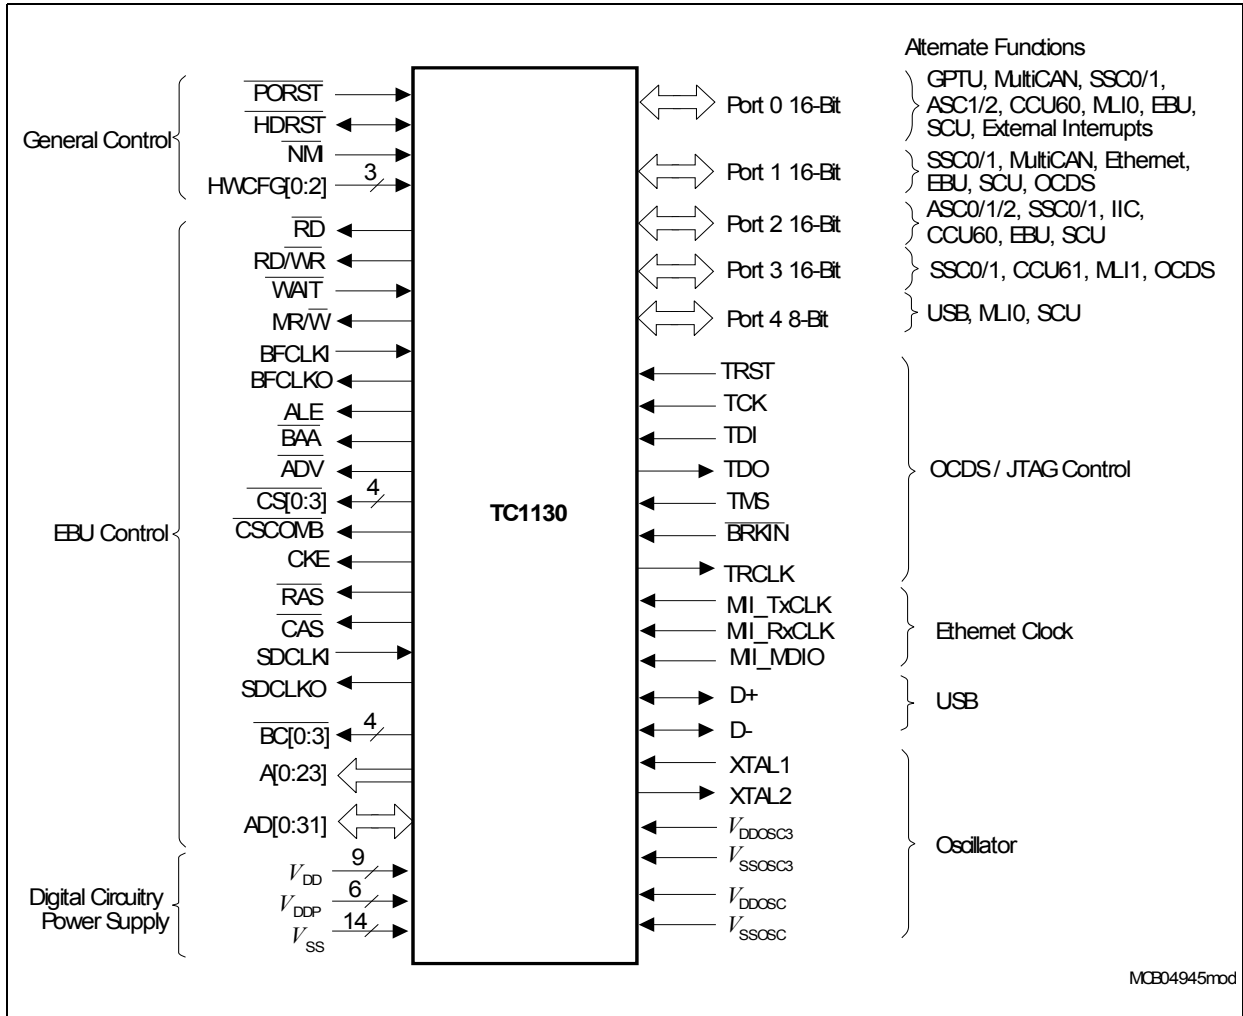 Alternate Functions
General Control
PORST
HDRST
NMI
HWCFG[0:2]
3
EBU Control
RD
RD/WR
WAIT
MR/W
BFCLKI
BFCLKO
ALE
BAA
ADV
CS[0:3]
4
CSCOMB
CKE
RAS
CAS
SDCLKI
SDCLKO
BC[0:3]
4
A[0:23]
AD[0:31]
Digital Circuitry
Power Supply
VDD
9
VDDP
6
VSS
14
TC1130
Port 0 16-Bit
GPTU, MultiCAN, SSC0/1,
ASC1/2, CCU60, MLI0, EBU,
SCU, External Interrupts
Port 1 16-Bit
SSC0/1, MultiCAN, Ethernet,
EBU, SCU, OCDS
Port 2 16-Bit
ASC0/1/2, SSC0/1, IIC,
CCU60, EBU, SCU
Port 3 16-Bit
SSC0/1, CCU61, MLI1, OCDS
Port 4 8-Bit
USB, MLI0, SCU
TRST
TCK
TDI
TDO
TMS
BRKIN
TRCLK
OCDS / JTAG Control
MII_TxCLK
MII_RxCLK
MII_MDIO
Ethernet Clock
D+
D-
USB
XTAL1
XTAL2
VDDOSC3
VSSOSC3
VDDOSC
VSSOSC
Oscillator
MCB04945mod